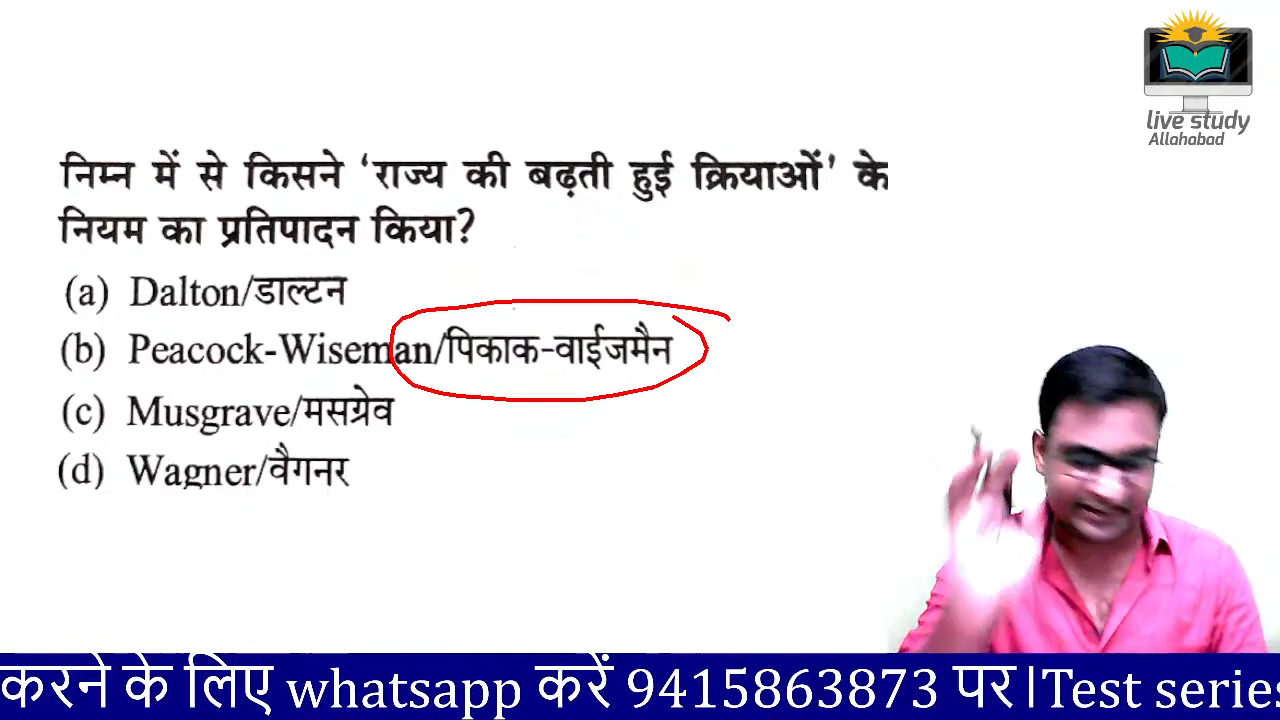 live study
Allahabad
निम्न में से किसने ‘राज्य की बढ़ती हुई क्रियाओं’ के
नियम का प्रतिपादन किया?
(a) Dalton/डाल्टन
(b) Peacock-Wiseman/पिकाक-वाईजमैन
(c) Musgrave/मसग्रेव
(d) Wagner/वैगनर
करने के लिए whatsapp करें 9415863873 पर।Test series